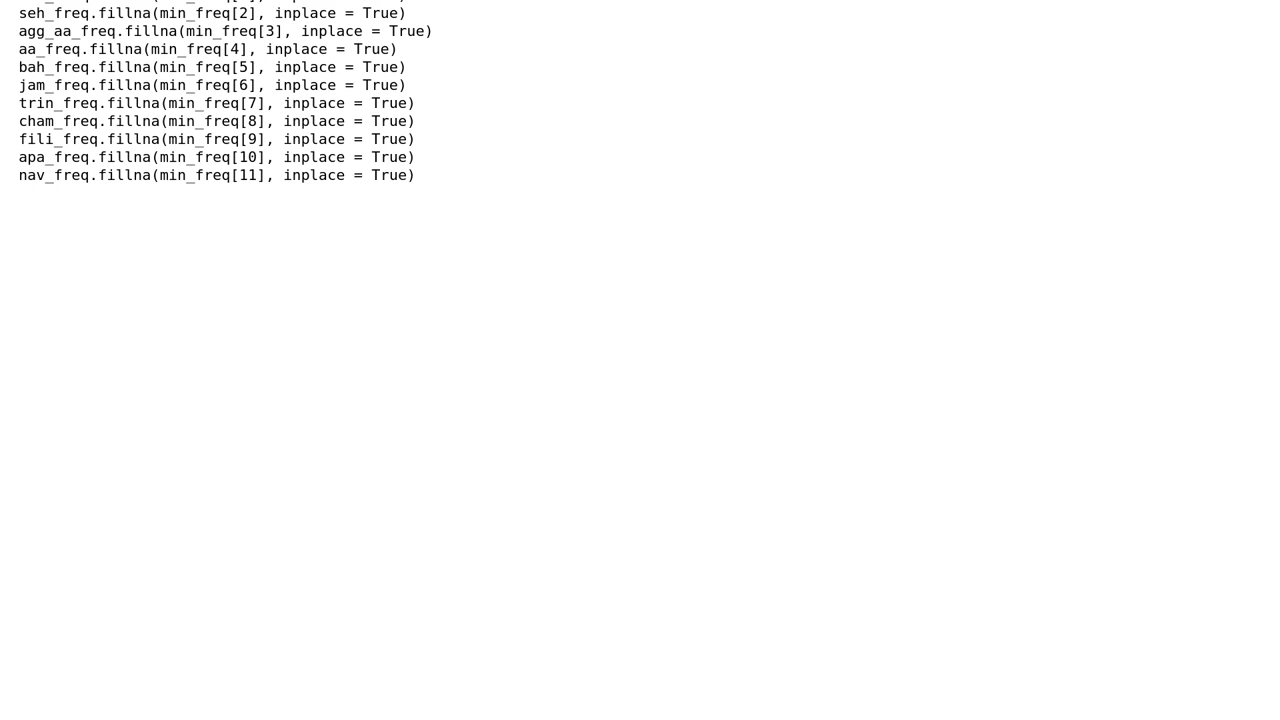 seh_freq.fillna(min_freq[2], inplace = True)
agg_aa_freq.fillna(min_freq[3], inplace = True)
aa_freq.fillna(min_freq[4], inplace = True)
bah_freq.fillna(min_freq[5], inplace = True)
jam_freq.fillna(min_freq[6], inplace = True)
trin_freq.fillna(min_freq[7], inplace = True)
cham_freq.fillna(min_freq[8], inplace = True)
fili_freq.fillna(min_freq[9], inplace = True)
apa_freq.fillna(min_freq[10], inplace = True)
nav_freq.fillna(min_freq[11], inplace = True)